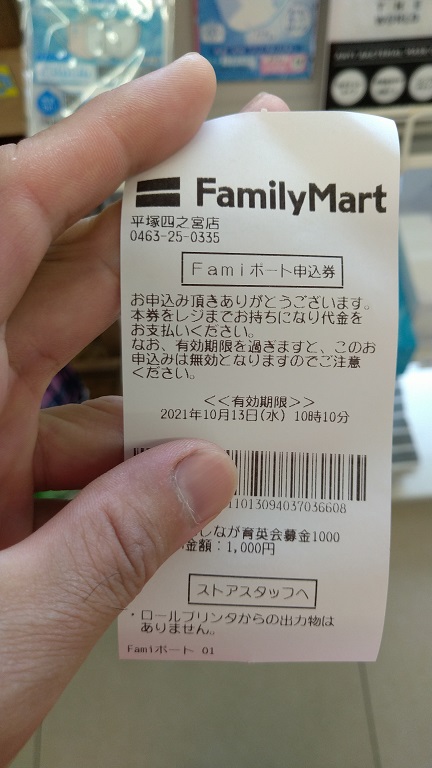 FamilyMart
平塚四之宮店
0463-25-0335
Famiポート申込券
お申込み頂きありがとうございます。
本券をレジまでお持ちになり代金を
お支払いください。
なお、有効期限を過ぎますと、このお
申込みは無効となりますのでご注意
ください。
<<有効期限>>
2021年10月13日(水) 10時10分
1013094037036608
しなが育英会募金1000
金額：1,000円
ストアスタッフへ
・ロールプリンタからの出力物は
ありません。
Famiポート 01